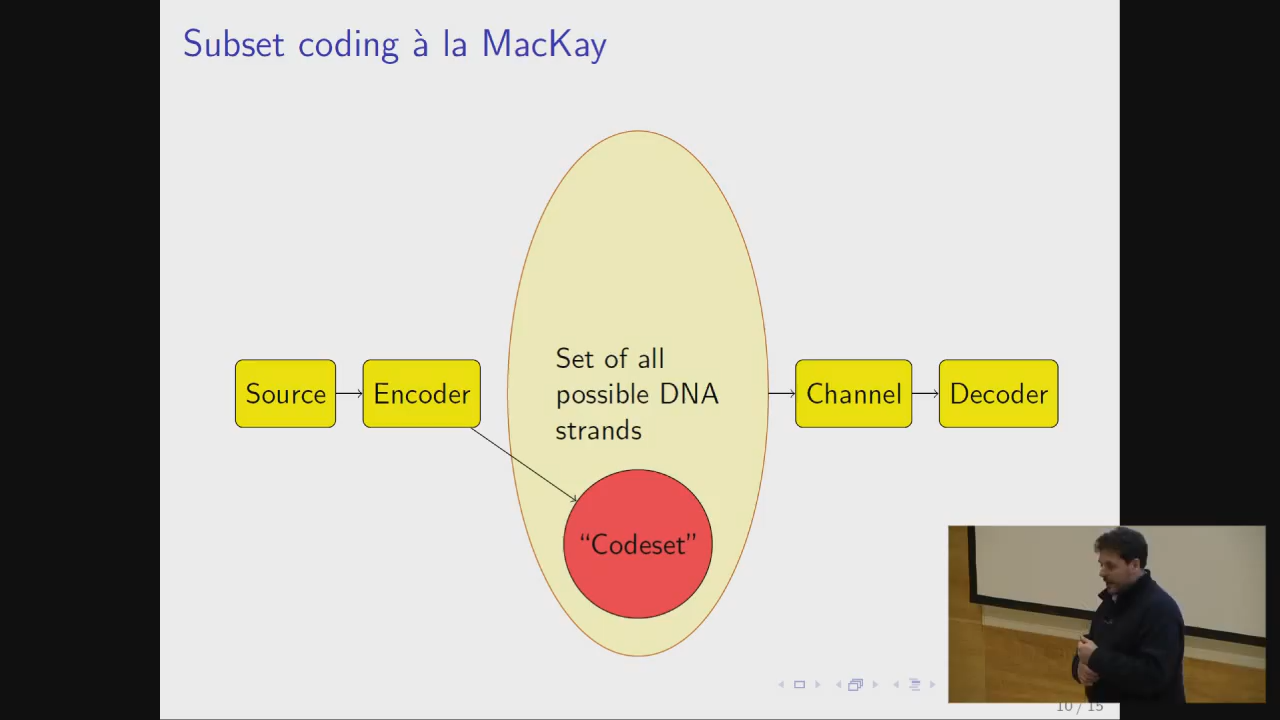 Subset coding à la MacKay
Source
Encoder
Set of all
possible DNA
strands
Channel
Decoder
“Codeset”
10 / 15